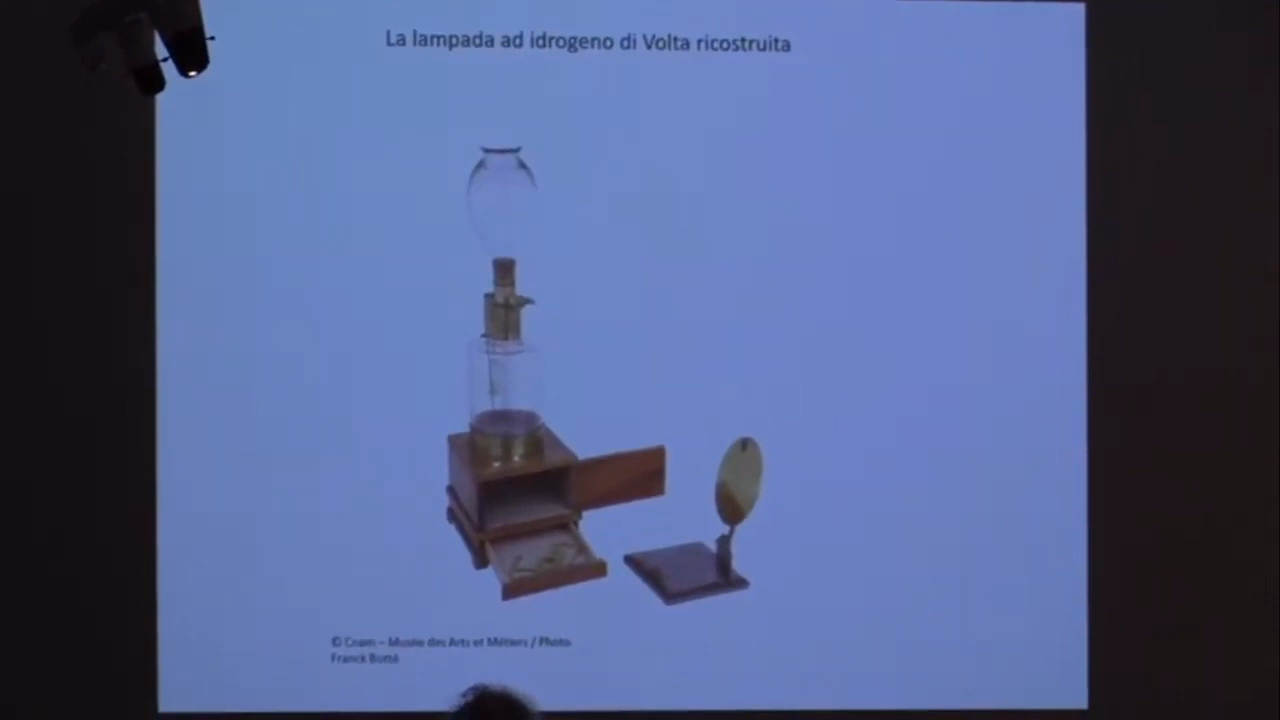 La lampada ad idrogeno di Volta ricostruita
© Cnam – Musée des Arts et Métiers / Photo
Franck Botté